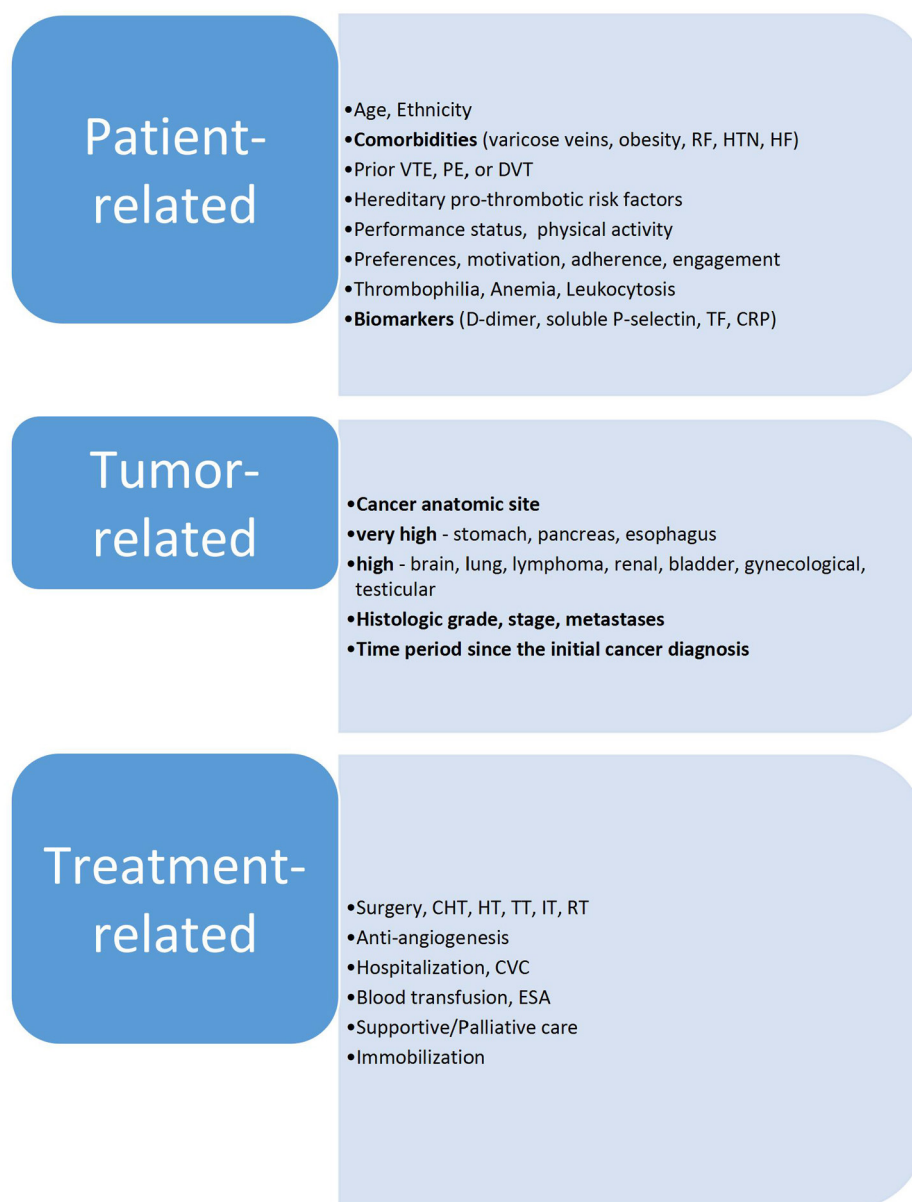 Patient-
related
•Age, Ethnicity
•Comorbidities (varicose veins, obesity, RF, HTN, HF)
•Prior VTE, PE, or DVT
•Hereditary pro-thrombotic risk factors
•Performance status, physical activity
•Preferences, motivation, adherence, engagement
•Thrombophilia, Anemia, Leukocytosis
•Biomarkers (D-dimer, soluble P-selectin, TF, CRP)
Tumor-
related
•Cancer anatomic site
•very high - stomach, pancreas, esophagus
•high - brain, lung, lymphoma, renal, bladder, gynecological,
testicular
•Histologic grade, stage, metastases
•Time period since the initial cancer diagnosis
Treatment-
related
•Surgery, CHT, HT, TT, IT, RT
•Anti-angiogenesis
•Hospitalization, CVC
•Blood transfusion, ESA
•Supportive/Palliative care
•Immobilization